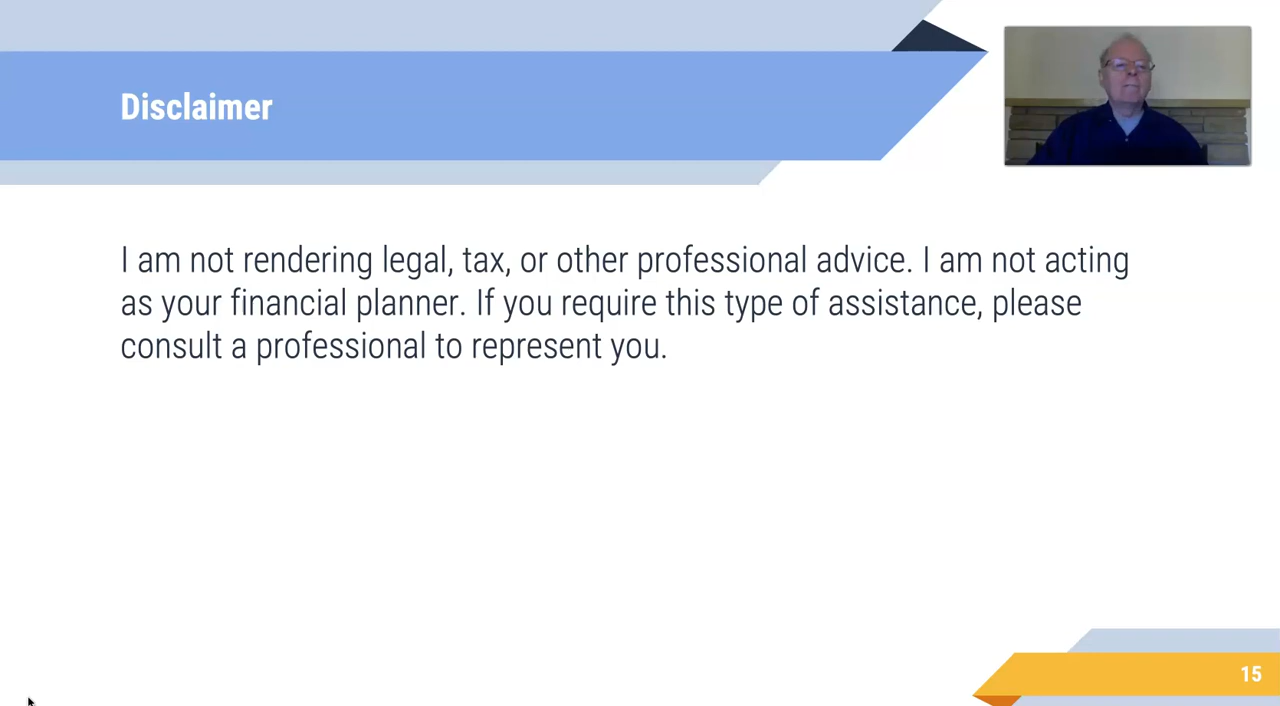 Disclaimer
I am not rendering legal, tax, or other professional advice. I am not acting
as your financial planner. If you require this type of assistance, please
consult a professional to represent you.
15